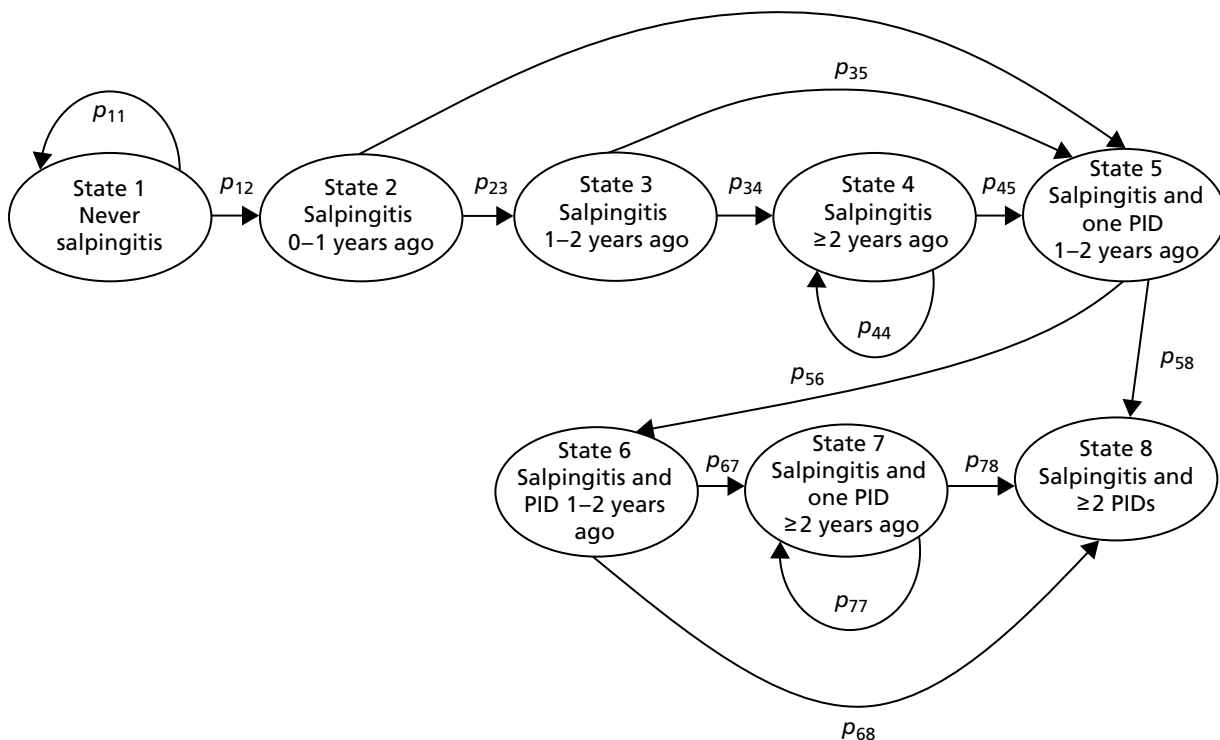 p35
p11
State 1
Never
salpingitis
p12
State 2
Salpingitis
0–1 years ago
p23
State 3
Salpingitis
1–2 years ago
p34
State 4
Salpingitis
≥2 years ago
p45
State 5
Salpingitis and
one PID
1–2 years ago
p44
p56
p58
State 6
Salpingitis and
PID 1–2 years
ago
p67
State 7
Salpingitis and
one PID
≥2 years ago
p78
State 8
Salpingitis and
≥2 PIDs
p77
p68